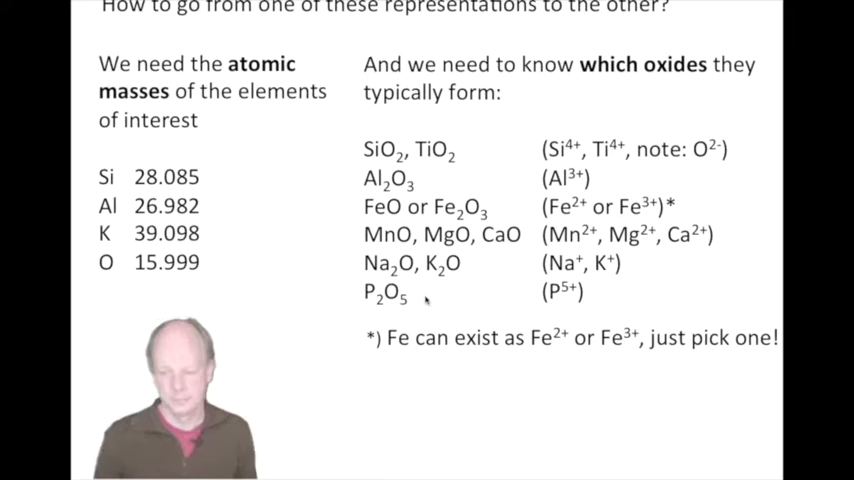 How to go from one of these representations to the other?
We need the atomic
masses of the elements
of interest
Si 28.085
Al 26.982
K 39.098
O 15.999
And we need to know which oxides they
typically form:
SiO₂, TiO₂ (Si⁴⁺, Ti⁴⁺, note: O²⁻)
Al₂O₃ (Al³⁺)
FeO or Fe₂O₃ (Fe²⁺ or Fe³⁺)*
MnO, MgO, CaO (Mn²⁺, Mg²⁺, Ca²⁺)
Na₂O, K₂O (Na⁺, K⁺)
P₂O₅ (P⁵⁺)
*) Fe can exist as Fe²⁺ or Fe³⁺, just pick one!